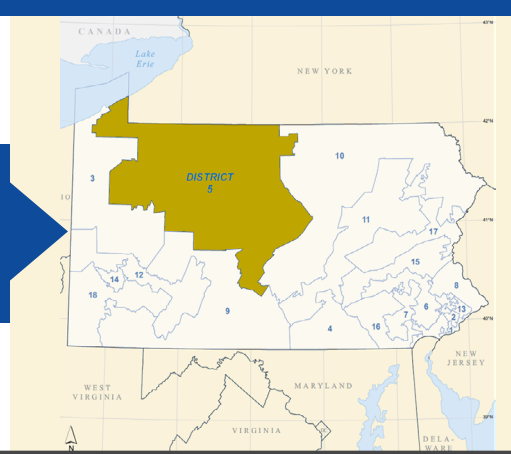 CANADA
43°N
Lake
Erie
NEW YORK
42°N
10
3
DISTRICT
5
IO
11
41°N
17
15
12
14
8
18
9
13
6
7
2
1
40°N
4
16
NEW
JERSEY
WEST
VIRGINIA
MARYLAND
VIRGINIA
39°N
DELA-
WARE
N